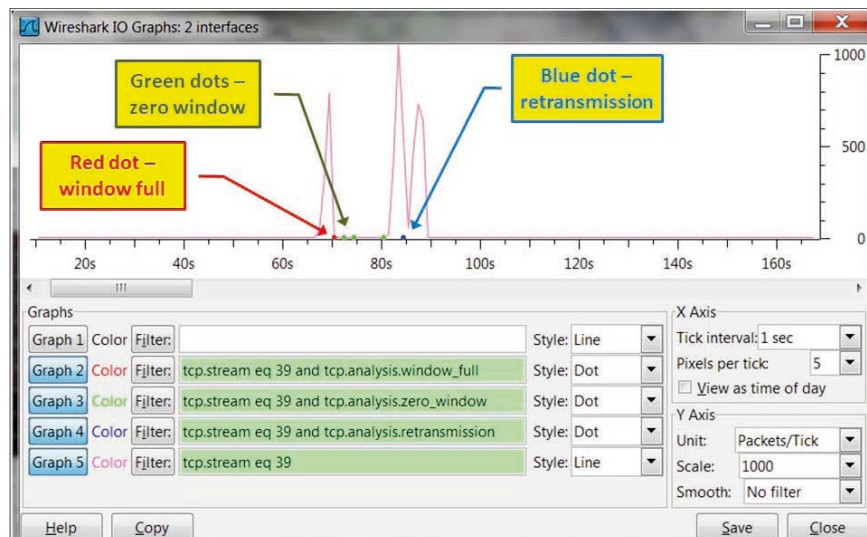 Wireshark IO Graphs: 2 interfaces
Green dots –
zero window
Blue dot –
retransmission
Red dot –
window full
1000
500
0
20s 40s 60s 80s 100s 120s 140s 160s
Graphs
Graph 1 Color Filter: Style: Line
Graph 2 Color Filter: tcp.stream eq 39 and tcp.analysis.window_full Style: Dot
Graph 3 Color Filter: tcp.stream eq 39 and tcp.analysis.zero_window Style: Dot
Graph 4 Color Filter: tcp.stream eq 39 and tcp.analysis.retransmission Style: Dot
Graph 5 Color Filter: tcp.stream eq 39 Style: Line
X Axis
Tick interval: 1 sec
Pixels per tick: 5
View as time of day
Y Axis
Unit: Packets/Tick
Scale: 1000
Smooth: No filter
Help Copy Save Close